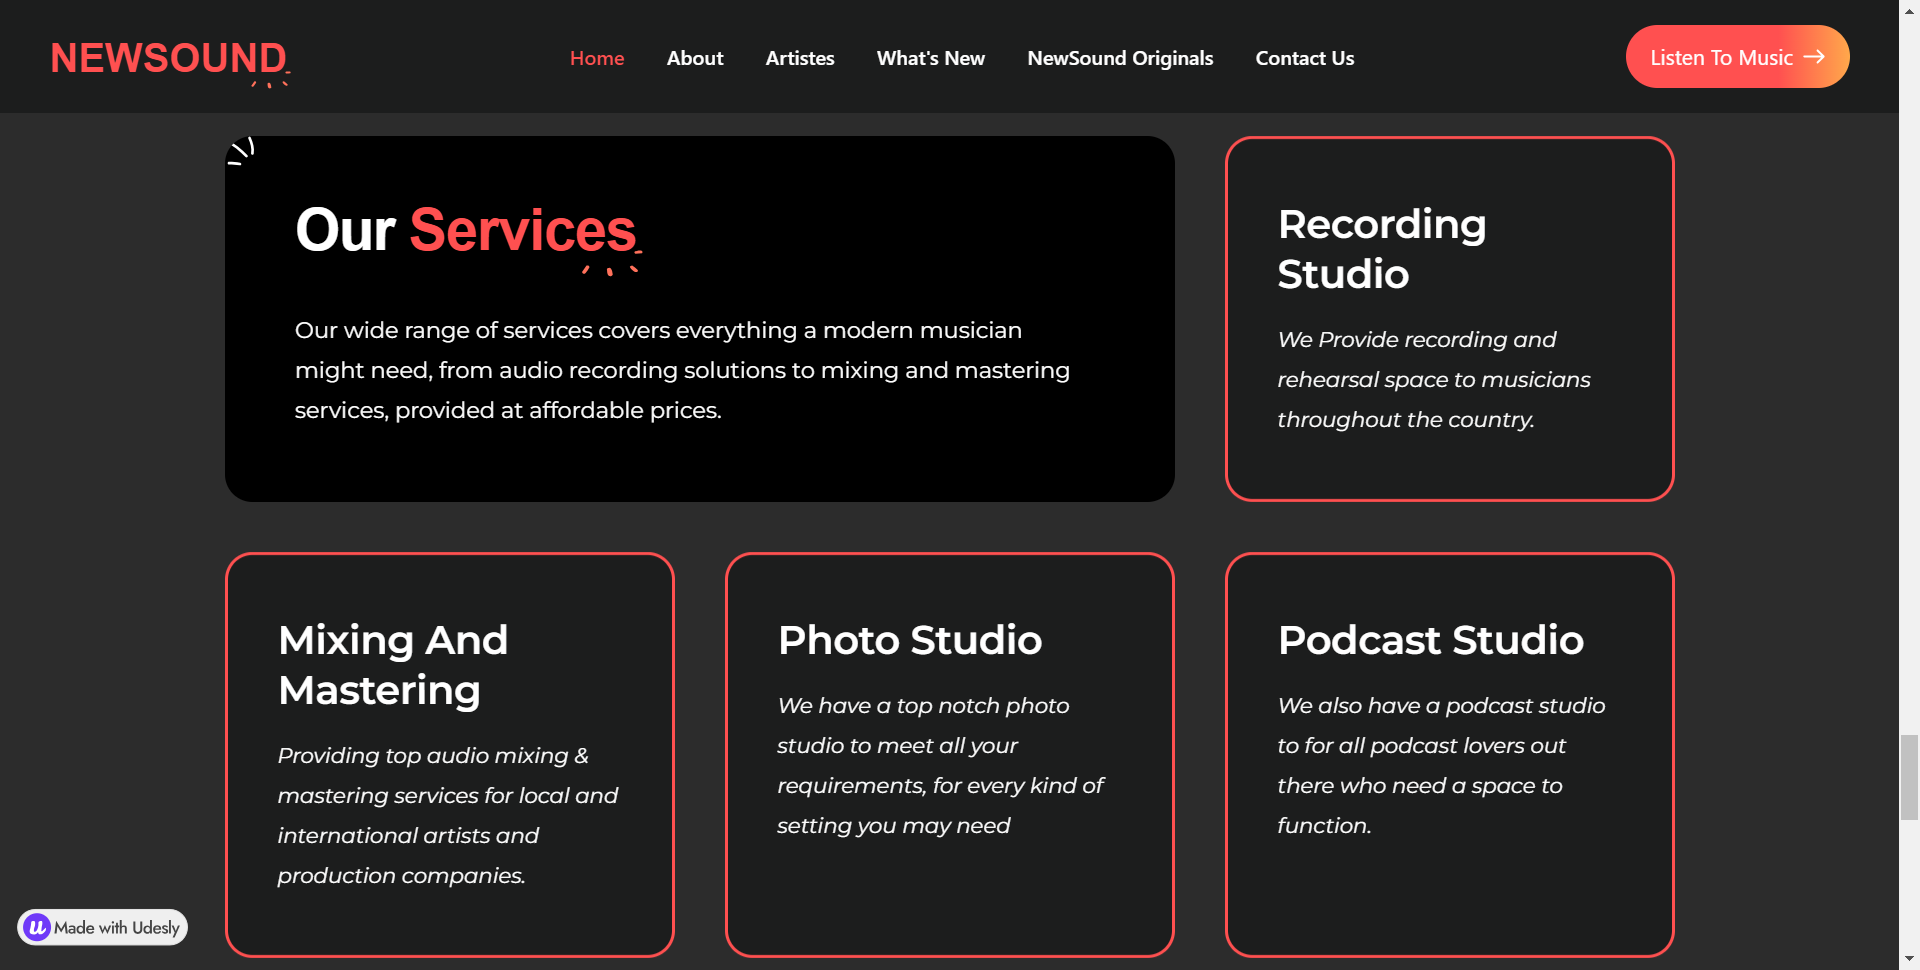 NEWSOUND
Home About Artistes What's New NewSound Originals Contact Us
Listen To Music
Our Services
Our wide range of services covers everything a modern musician
might need, from audio recording solutions to mixing and mastering
services, provided at affordable prices.
Recording
Studio
We Provide recording and
rehearsal space to musicians
throughout the country.
Mixing And
Mastering
Providing top audio mixing &
mastering services for local and
international artists and
production companies.
Photo Studio
We have a top notch photo
studio to meet all your
requirements, for every kind of
setting you may need
Podcast Studio
We also have a podcast studio
to for all podcast lovers out
there who need a space to
function.
Made with Udesly